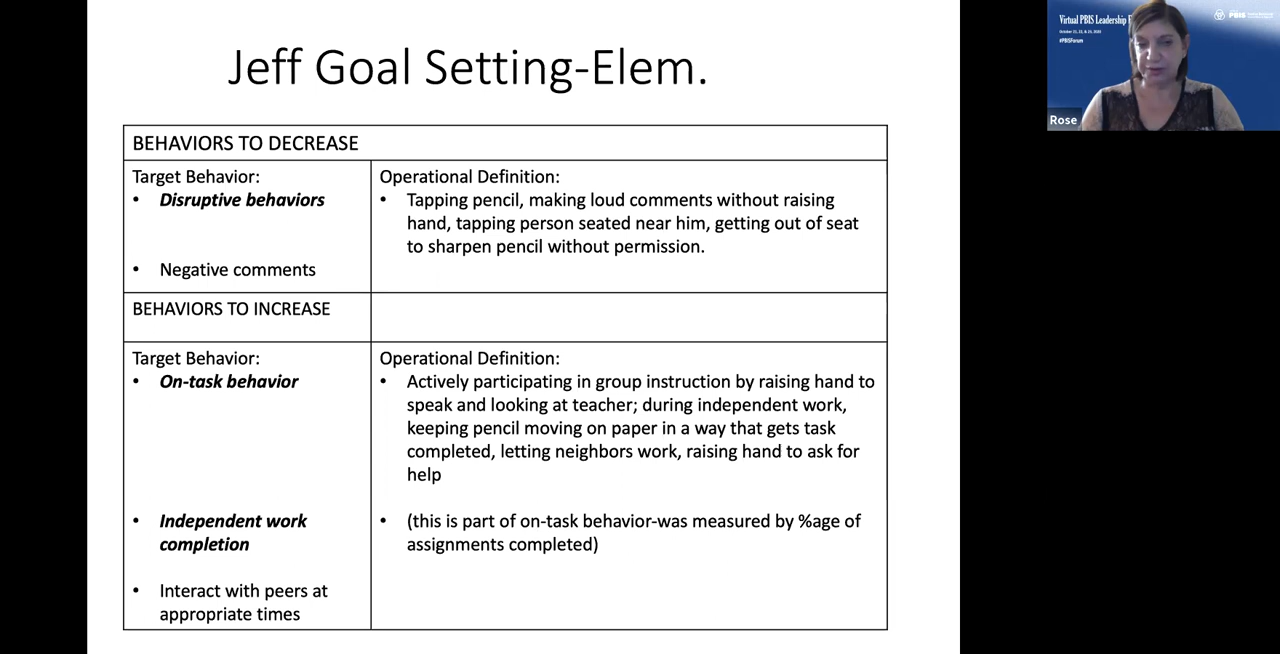 Jeff Goal Setting-Elem.
BEHAVIORS TO DECREASE
Target Behavior:
• Disruptive behaviors
• Negative comments
Operational Definition:
• Tapping pencil, making loud comments without raising
hand, tapping person seated near him, getting out of seat
to sharpen pencil without permission.
BEHAVIORS TO INCREASE
Target Behavior:
• On-task behavior
• Independent work
completion
• Interact with peers at
appropriate times
Operational Definition:
• Actively participating in group instruction by raising hand to
speak and looking at teacher; during independent work,
keeping pencil moving on paper in a way that gets task
completed, letting neighbors work, raising hand to ask for
help
• (this is part of on-task behavior-was measured by %age of
assignments completed)
Virtual PBIS Leadership
#PBISForum
PBIS
Rose